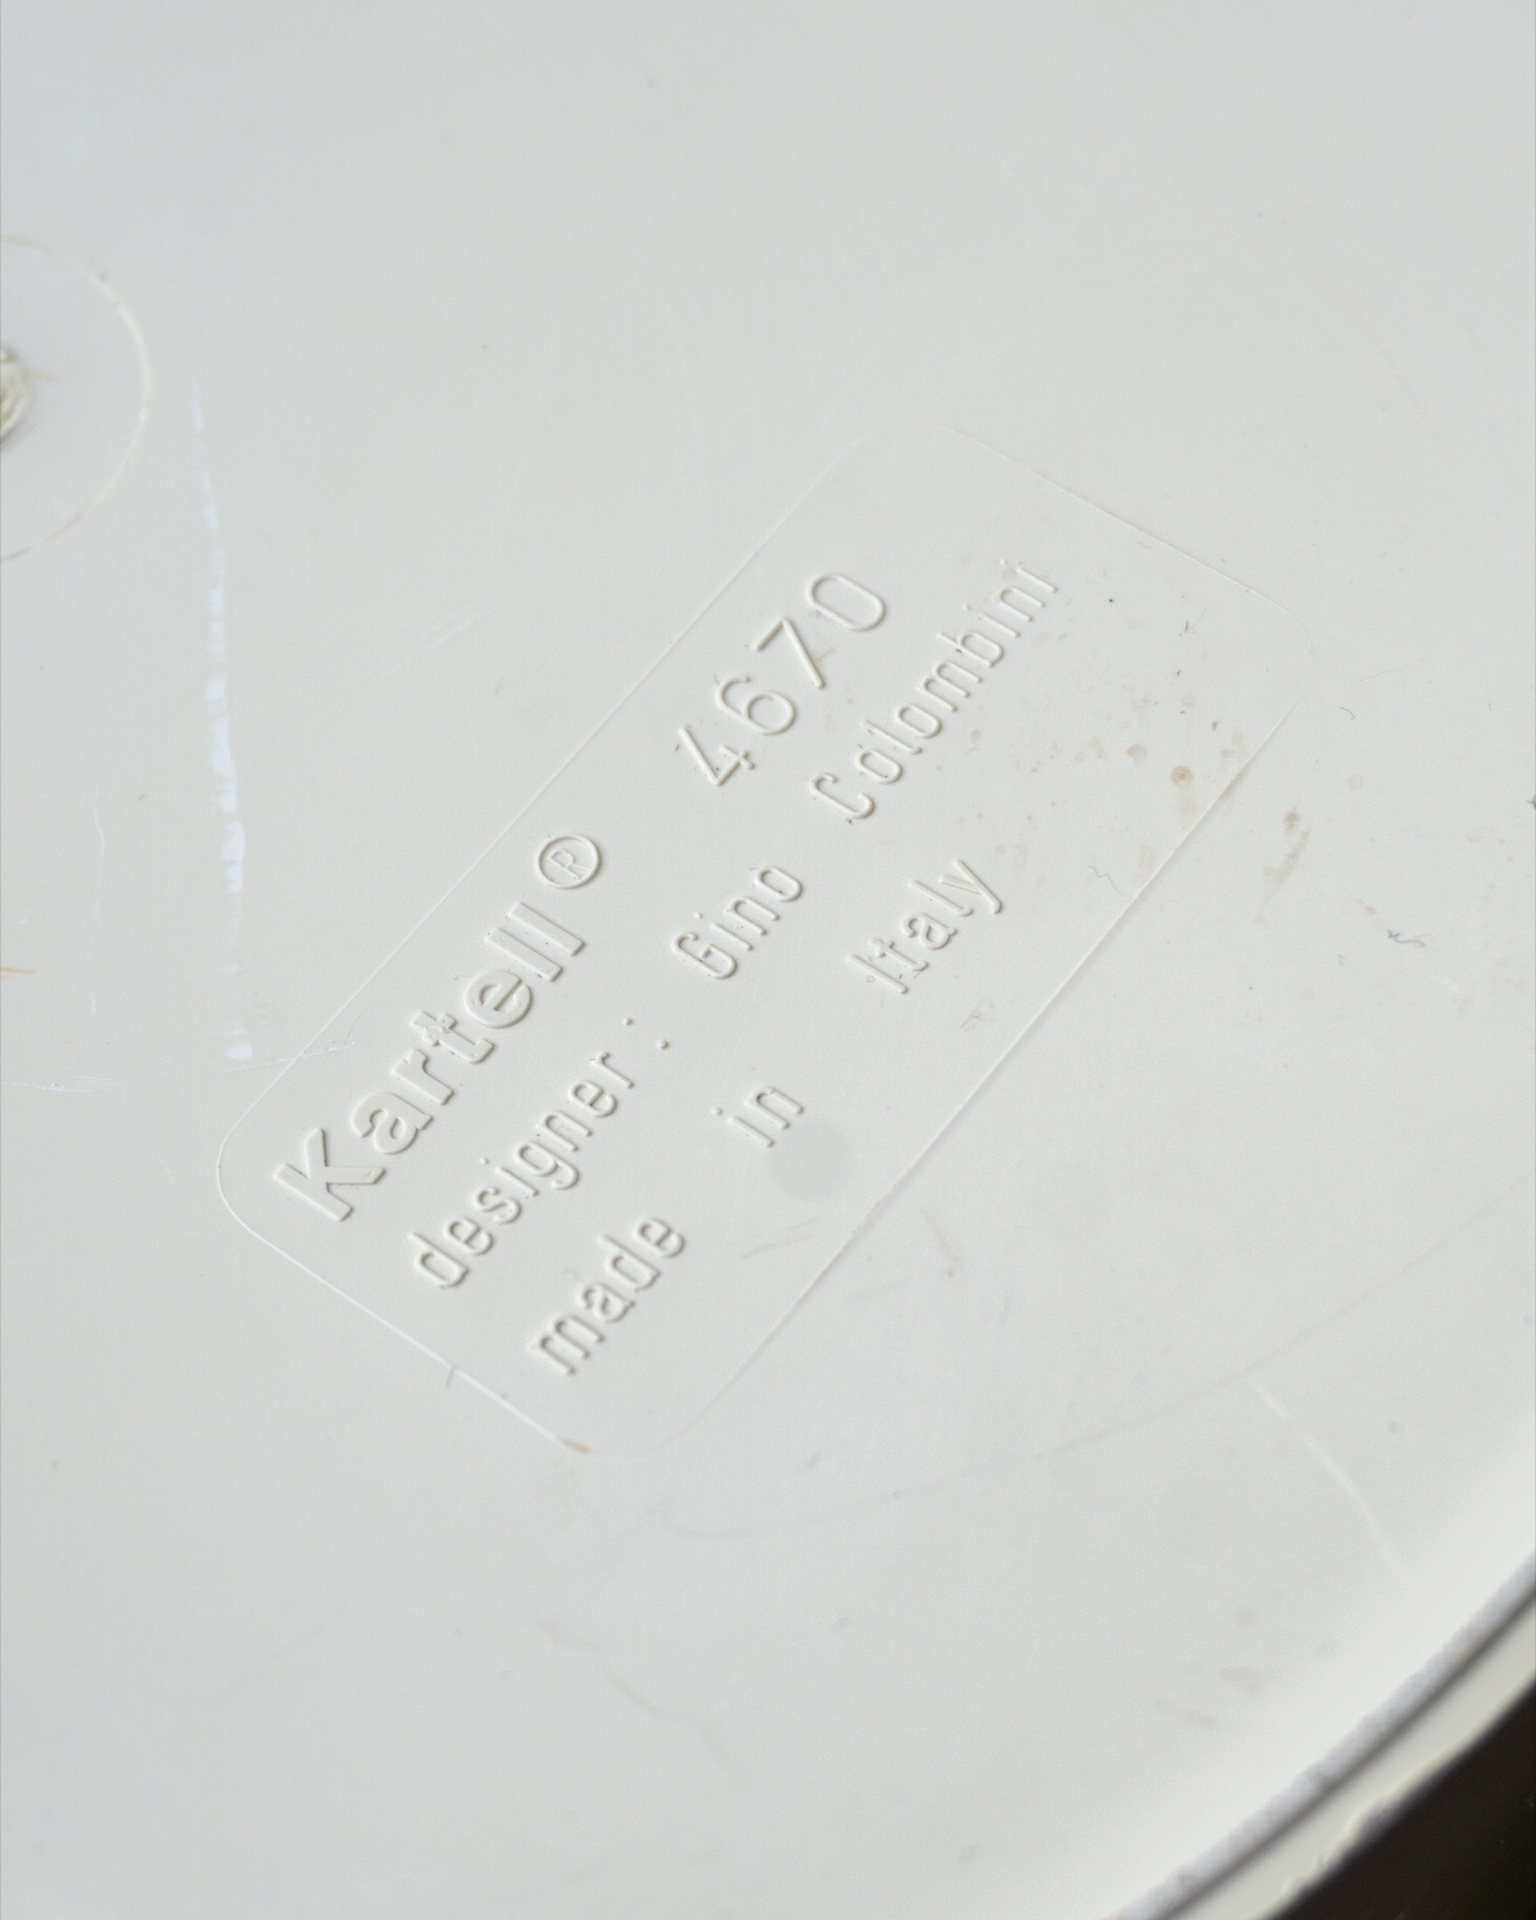 Kartell® 4670
designer: Gino Colombini
made in Italy